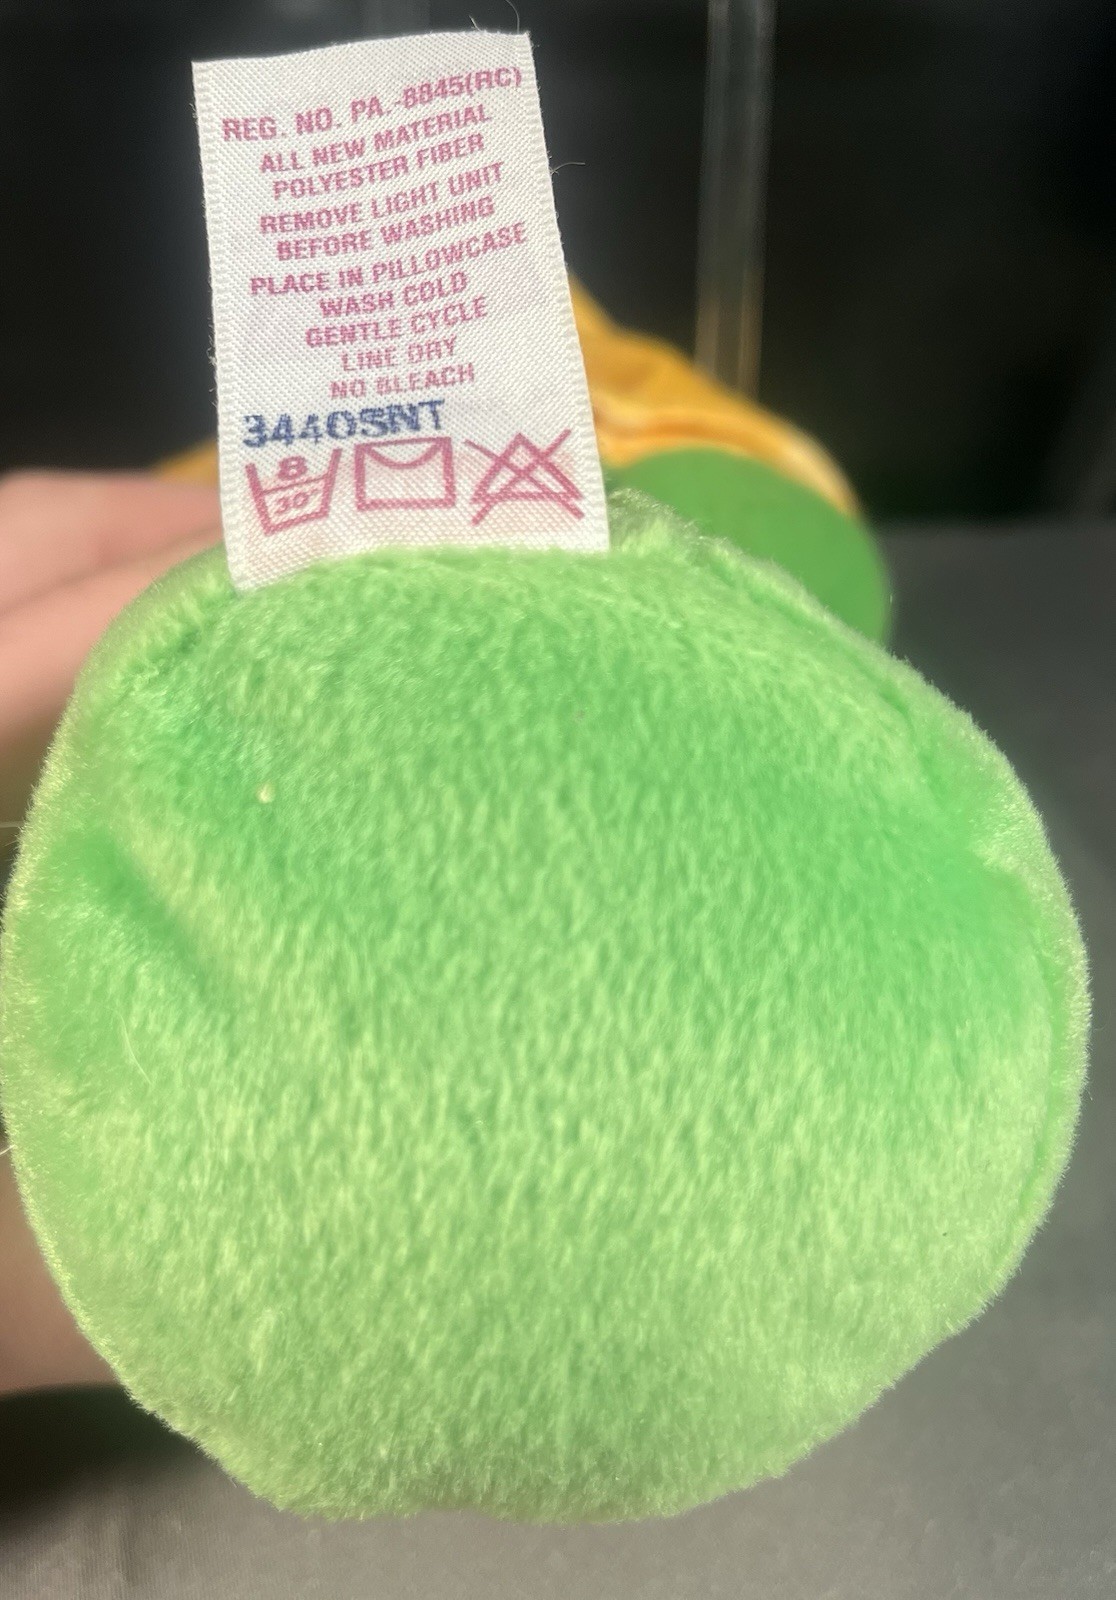 REG. NO. PA.-8845(RC)
ALL NEW MATERIAL
POLYESTER FIBER
REMOVE LIGHT UNIT
BEFORE WASHING
PLACE IN PILLOWCASE
WASH COLD
GENTLE CYCLE
LINE DRY
NO BLEACH
3440SNT
8
30°